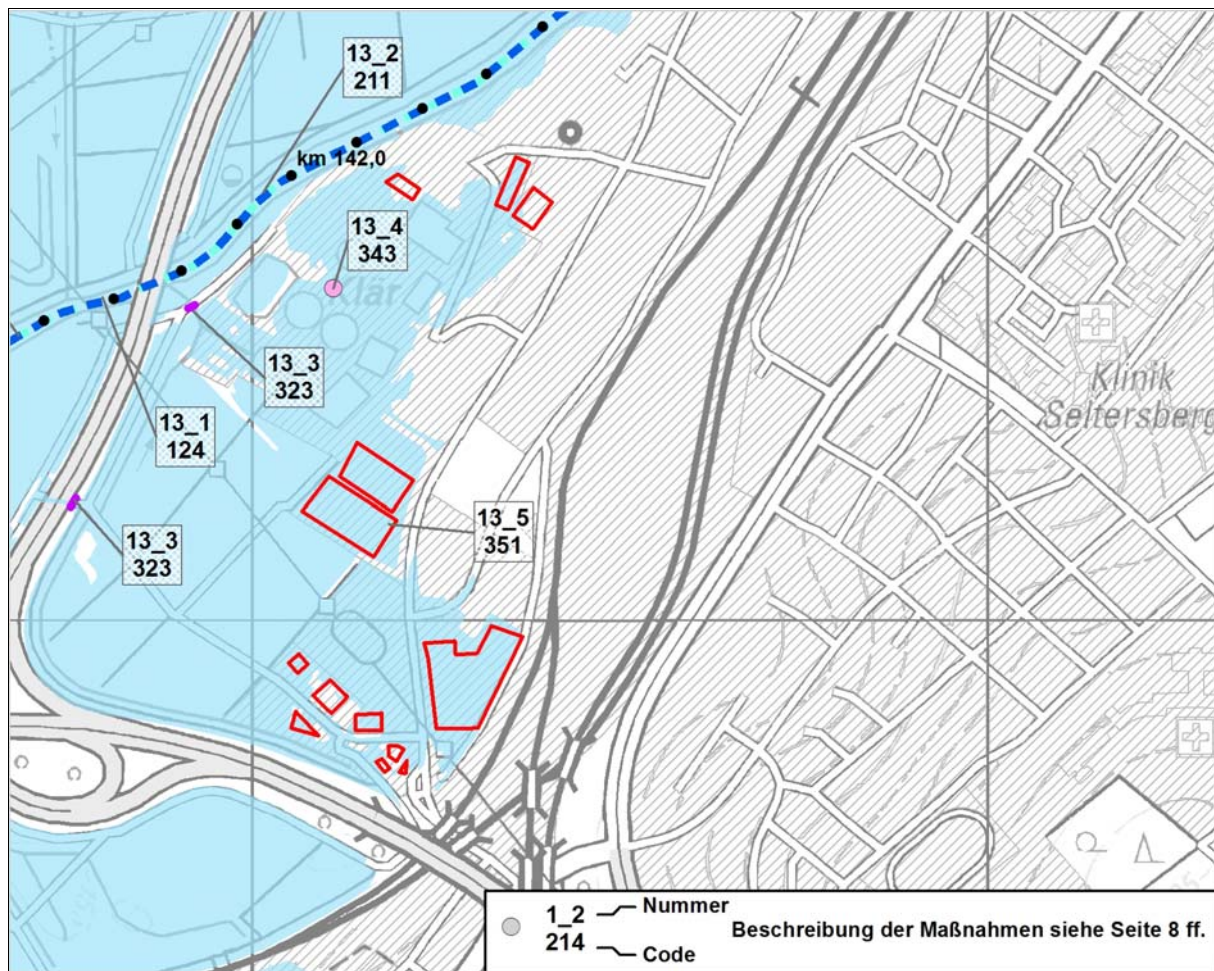 13_2
211
km 142,0
13_4
343
Klär
13_3
323
13_1
124
Klinik
Seltersberg
13_5
351
13_3
323
1_2
Nummer
214
Code
Beschreibung der Maßnahmen siehe Seite 8 ff.